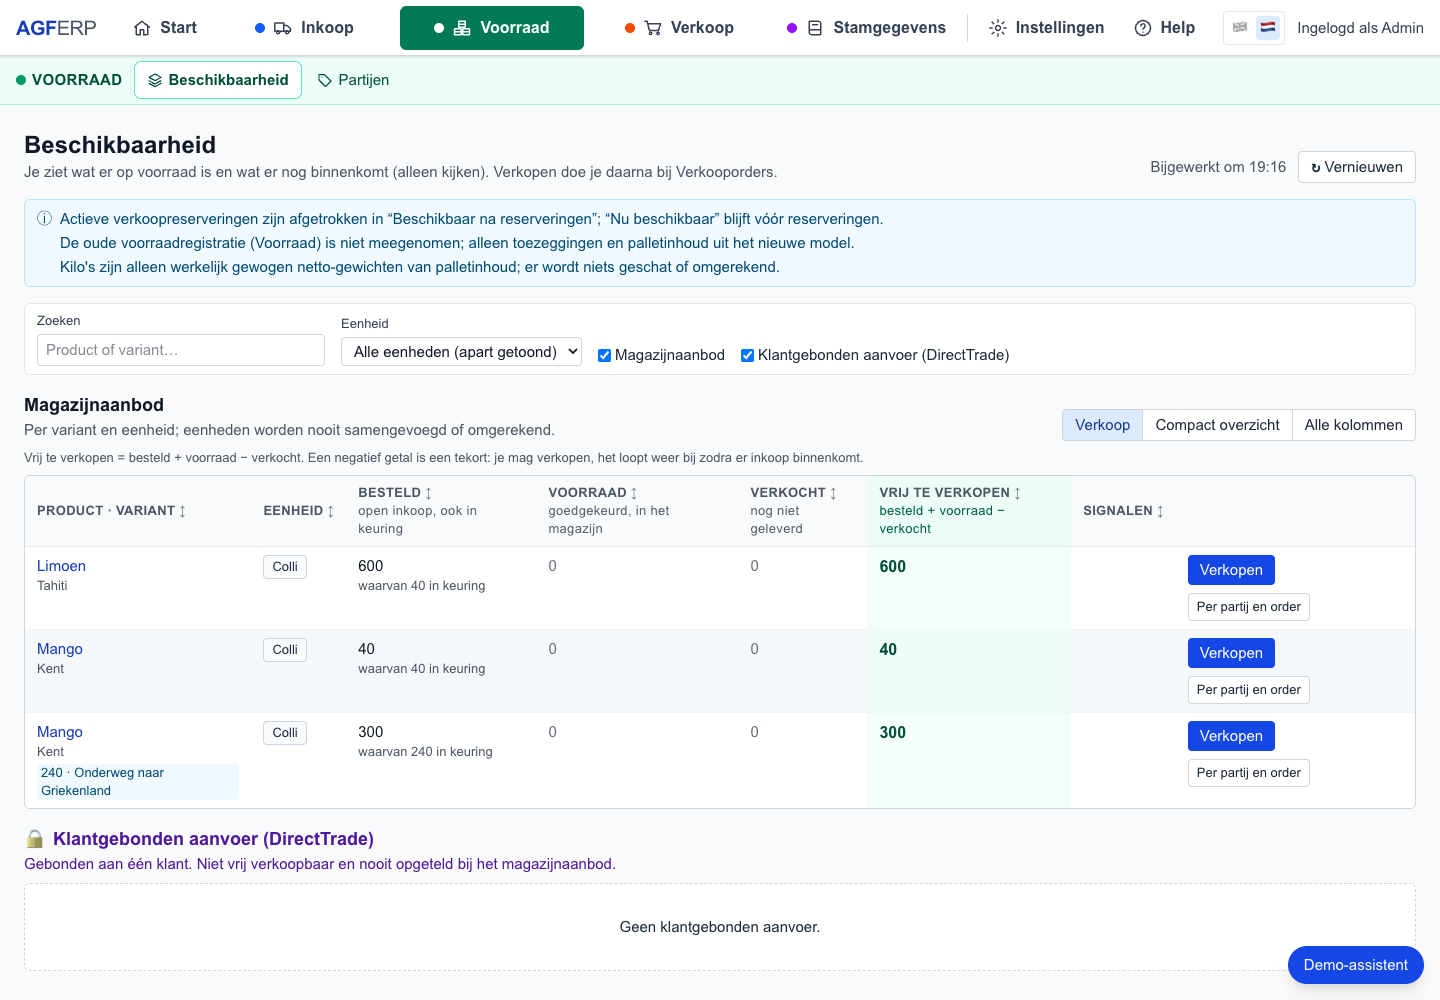 AGFERP
Start
Inkoop
Voorraad
Verkoop
Stamgegevens
Instellingen
Help
Ingelogd als Admin
VOORRAAD
Beschikbaarheid
Partijen
Beschikbaarheid
Je ziet wat er op voorraad is en wat er nog binnenkomt (alleen kijken). Verkopen doe je daarna bij Verkooporders.
Bijgewerkt om 19:16
↻ Vernieuwen
ⓘ Actieve verkoopreserveringen zijn afgetrokken in “Beschikbaar na reserveringen”; “Nu beschikbaar” blijft vóór reserveringen.
De oude voorraadregistratie (Voorraad) is niet meegenomen; alleen toezeggingen en palletinhoud uit het nieuwe model.
Kilo's zijn alleen werkelijk gewogen netto-gewichten van palletinhoud; er wordt niets geschat of omgerekend.
Zoeken
Product of variant...
Eenheid
Alle eenheden (apart getoond)
Magazijnaanbod
Klantgebonden aanvoer (DirectTrade)
Magazijnaanbod
Per variant en eenheid; eenheden worden nooit samengevoegd of omgerekend.
Verkoop
Compact overzicht
Alle kolommen
Vrij te verkopen = besteld + voorraad − verkocht. Een negatief getal is een tekort: je mag verkopen, het loopt weer bij zodra er inkoop binnenkomt.
PRODUCT · VARIANT ↕
EENHEID ↕
BESTELD ↕
open inkoop, ook in
keuring
VOORRAAD ↕
goedgekeurd, in het
magazijn
VERKOCHT ↕
nog niet
geleverd
VRIJ TE VERKOPEN ↕
besteld + voorraad −
verkocht
SIGNALEN ↕
Limoen
Tahiti
Colli
600
waarvan 40 in keuring
0
0
600
Verkopen
Per partij en order
Mango
Kent
Colli
40
waarvan 40 in keuring
0
0
40
Verkopen
Per partij en order
Mango
Kent
240 · Onderweg naar
Griekenland
Colli
300
waarvan 240 in keuring
0
0
300
Verkopen
Per partij en order
Klantgebonden aanvoer (DirectTrade)
Gebonden aan één klant. Niet vrij verkoopbaar en nooit opgeteld bij het magazijnaanbod.
Geen klantgebonden aanvoer.
Demo-assistent